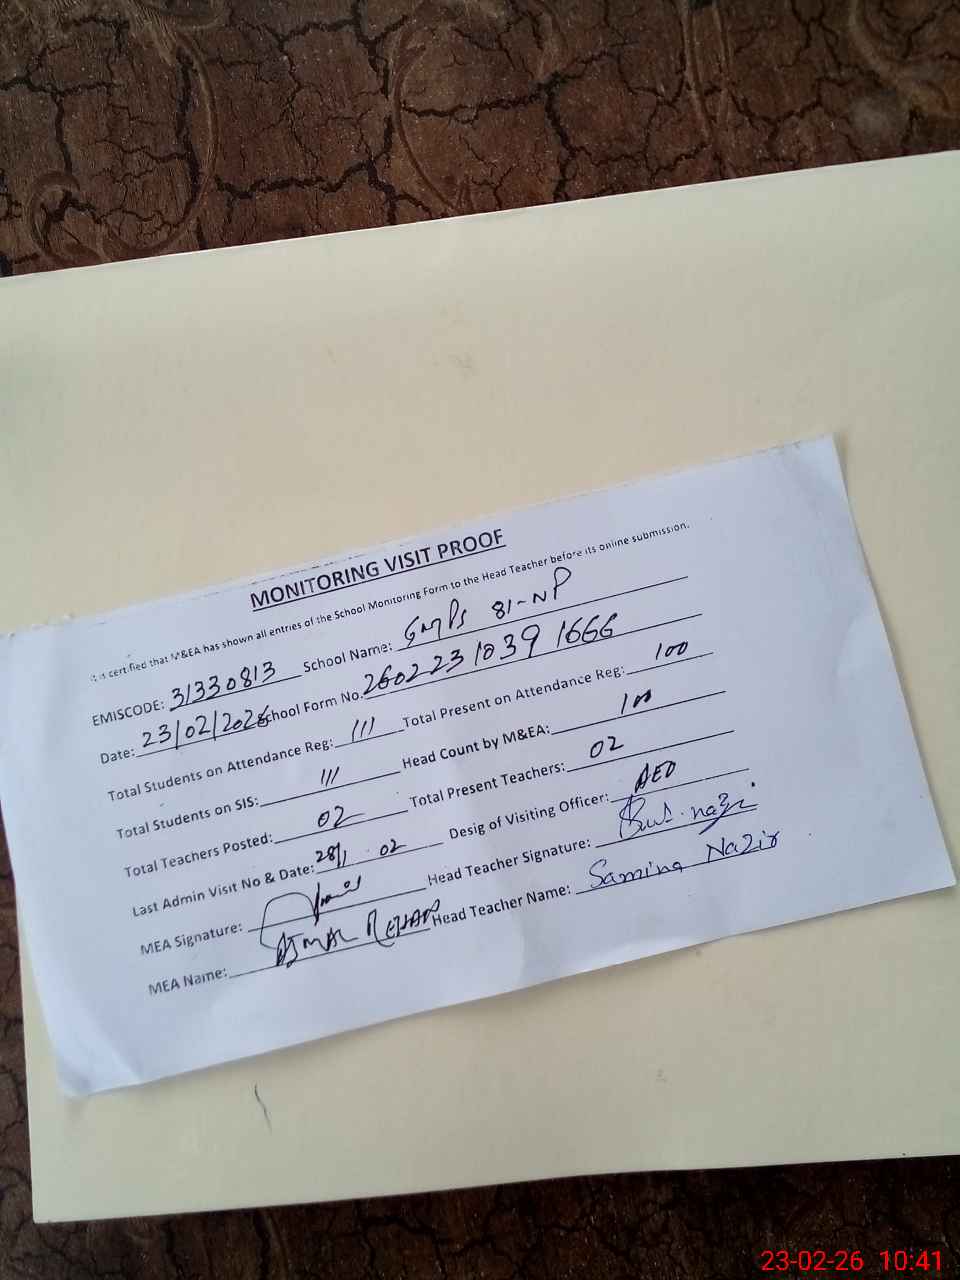 MONITORING VISIT PROOF
It is certified that M&EA has shown all entries of the School Monitoring Form to the Head Teacher before its online submission.
EMISCODE: 31330813 School Name: GMPS 81-NP
Date: 23/02/2026 School Form No. 2602231039 1666
Total Students on Attendance Reg: 111 Total Present on Attendance Reg: 100
Total Students on SIS: 111 Head Count by M&EA: 100
Total Teachers Posted: 02 Total Present Teachers: 02
Last Admin Visit No & Date: 28/1 02 Desig of Visiting Officer: AEO
MEA Signature: Head Teacher Signature:
MEA Name: AJMAL REHAN Head Teacher Name: Samina Nazir
23-02-26 10:41